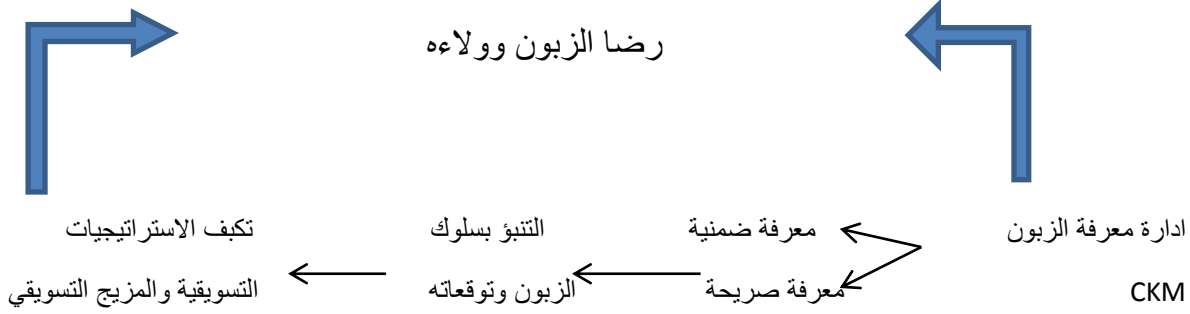 رضا الزبون وولاءه
ادارة معرفة الزبون
CKM
معرفة ضمنية
معرفة صريحة
التنبؤ بسلوك
الزبون وتوقعاته
تكبف الاستراتيجيات
التسويقية والمزيج التسويقي